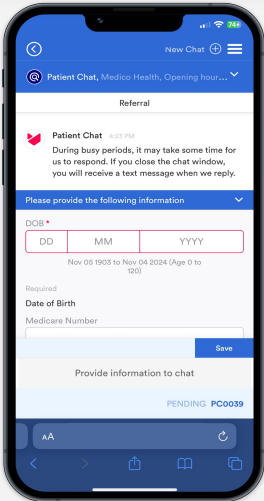 74
New Chat
Patient Chat, Medico Health, Opening hour...
Referral
Patient Chat 4:23 PM
During busy periods, it may take some time for
us to respond. If you close the chat window,
you will receive a text message when we reply.
Please provide the following information
DOB *
DD MM YYYY
Nov 05 1903 to Nov 04 2024 (Age 0 to
120)
Required
Date of Birth
Medicare Number
Save
Provide information to chat
PENDING PC0039
AA